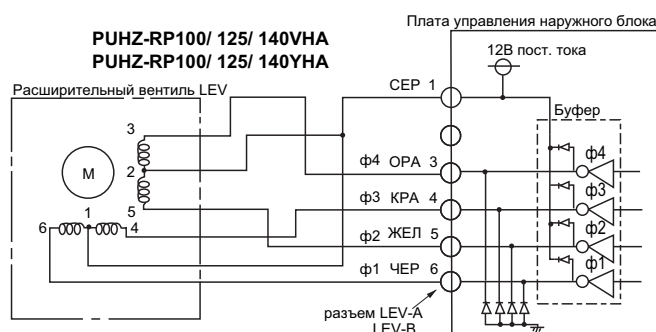 Плата управления наружного блока
PUHZ-RP100/ 125/ 140VHA
PUHZ-RP100/ 125/ 140YHA
12В пост. тока
Расширительный вентиль LEV
СЕР 1
Буфер
3
M
2
5
1
6
4
ф4 ОРА 3
ф3 КРА 4
ф2 ЖЕЛ 5
ф1 ЧЕР 6
ф4
ф3
ф2
ф1
разъем LEV-A
LEV-B